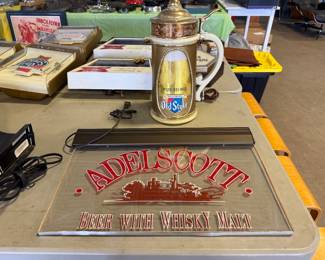 Old Style
·ADELSCOTT·
BEER WITH WHISKY MALT